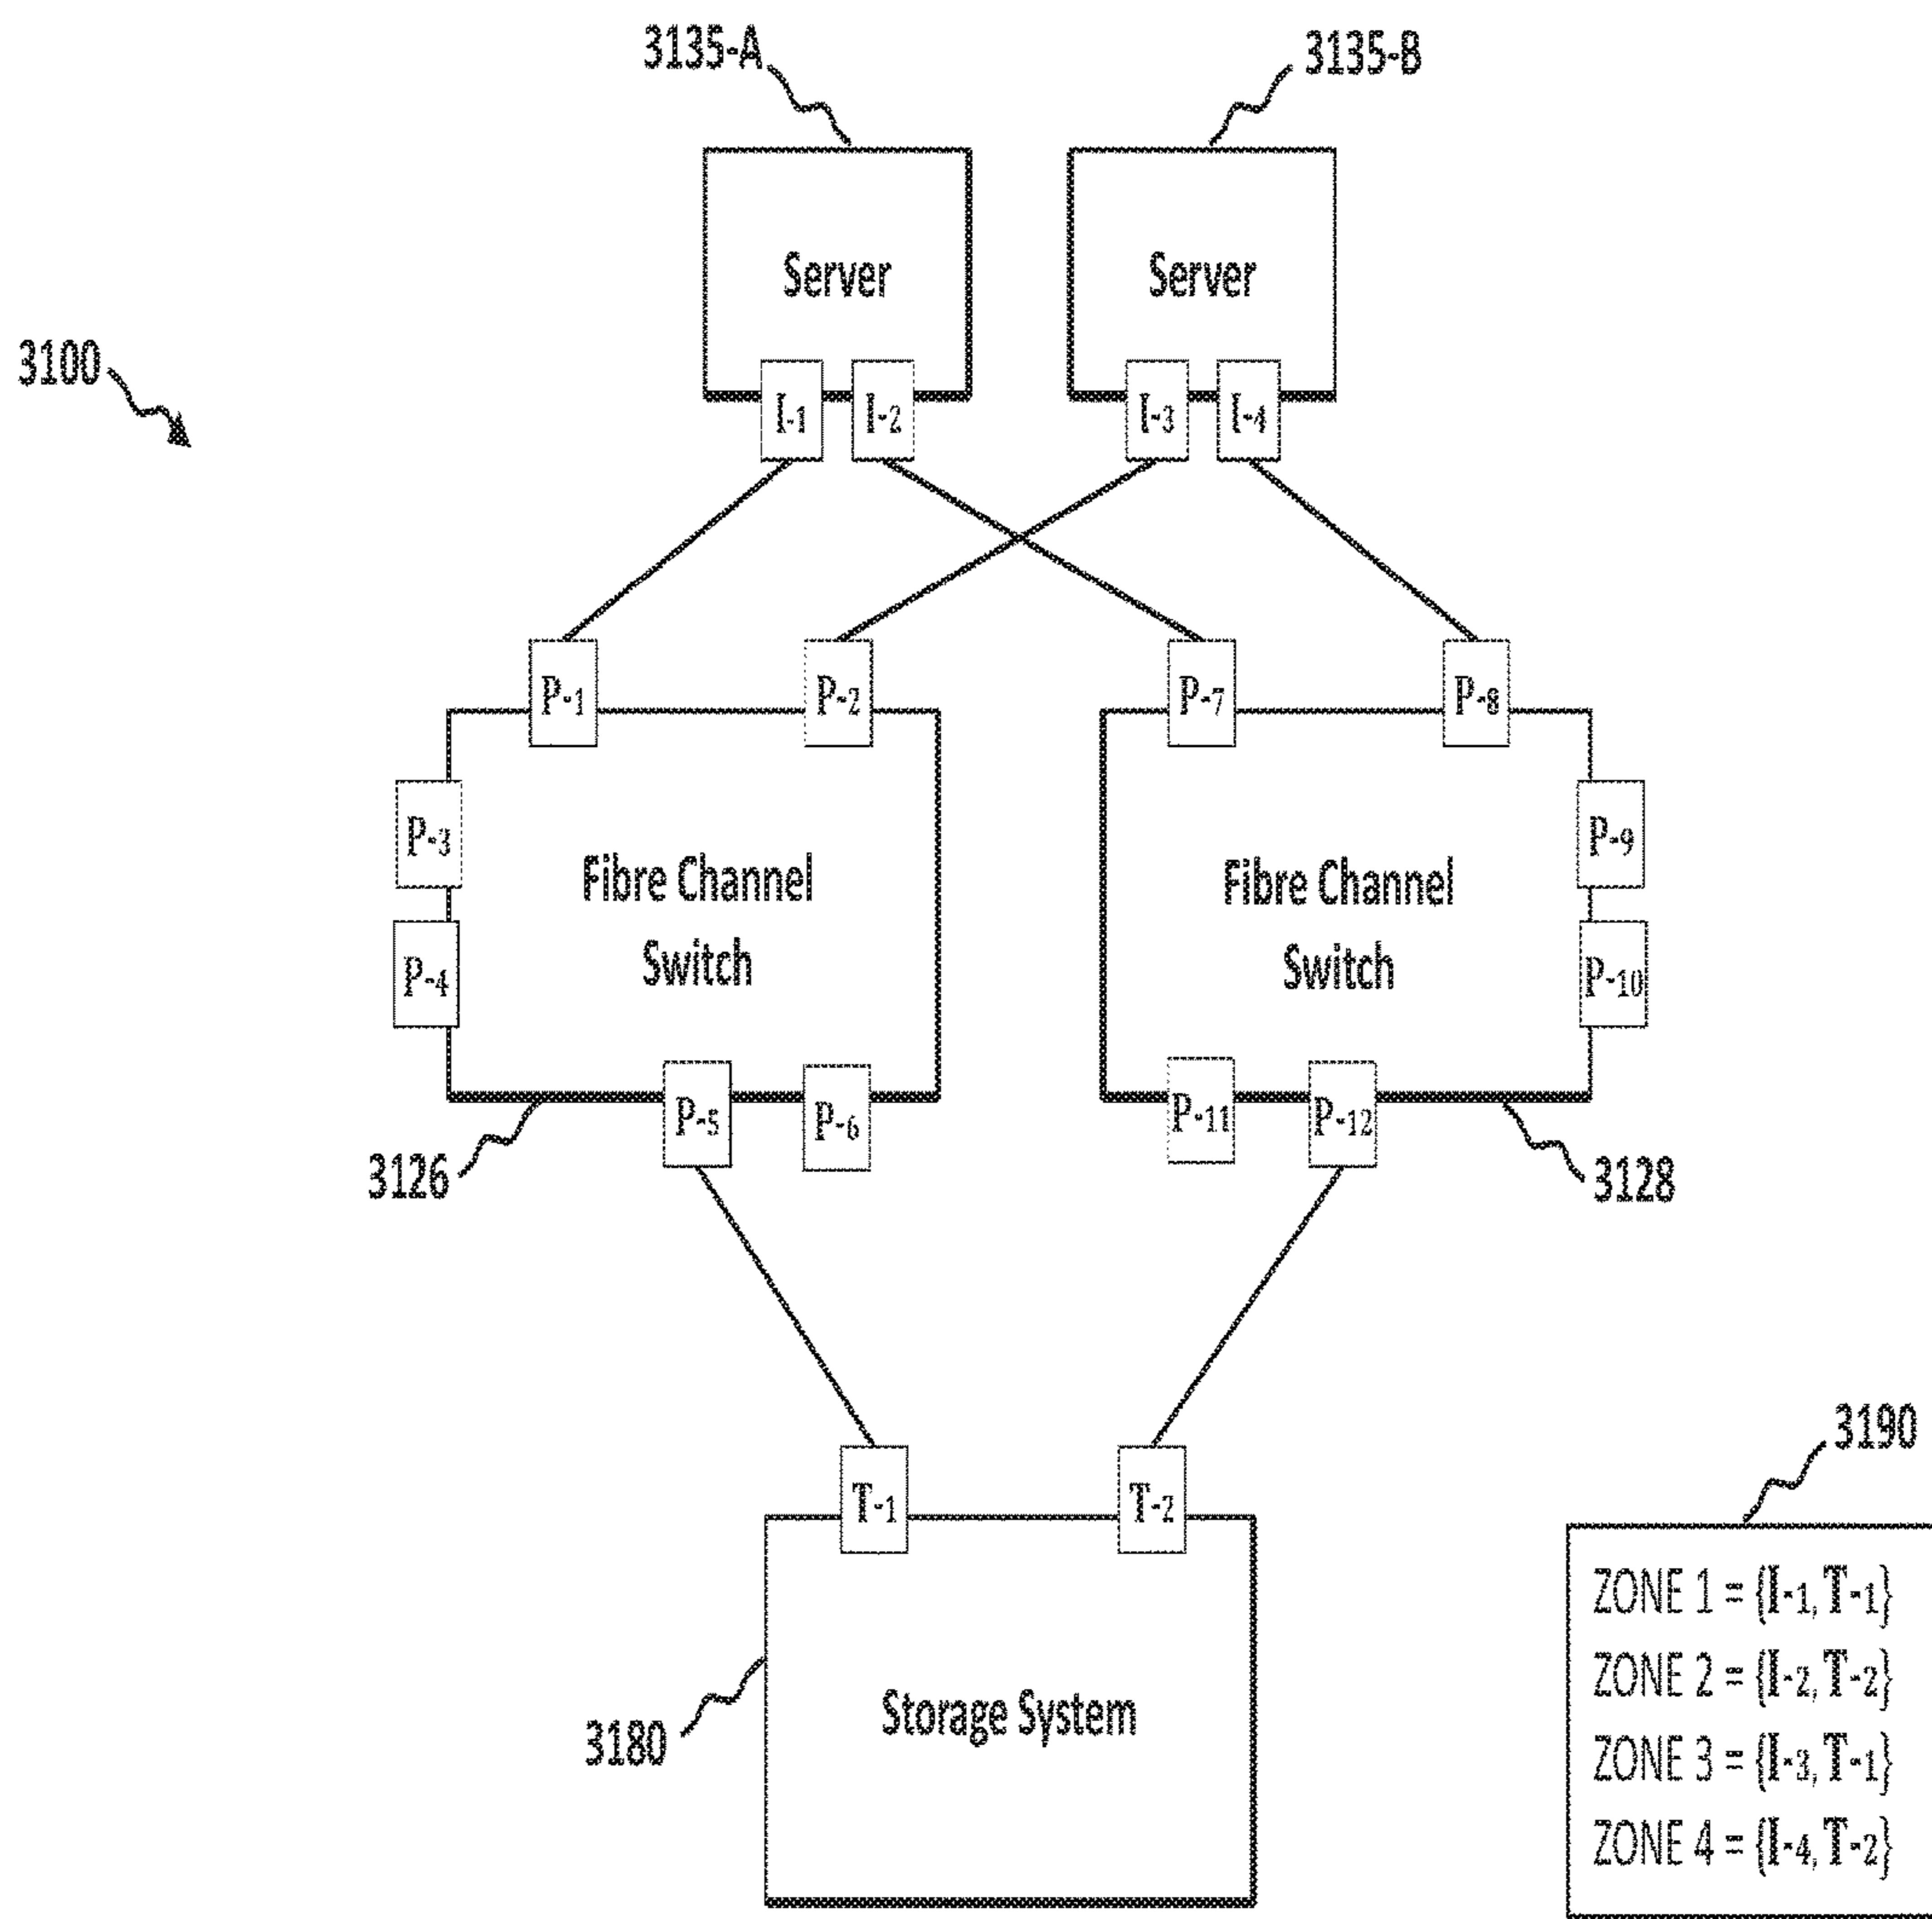 3135-A
3135-B
Server
Server
3100
I-1
I-2
I-3
I-4
P-1
P-2
P-7
P-8
P-3
P-9
Fibre Channel
Switch
Fibre Channel
Switch
P-4
P-10
P-5
P-6
P-11
P-12
3126
3128
T-1
T-2
3190
Storage System
3180
ZONE 1 = {I-1, T-1}
ZONE 2 = {I-2, T-2}
ZONE 3 = {I-3, T-1}
ZONE 4 = {I-4, T-2}